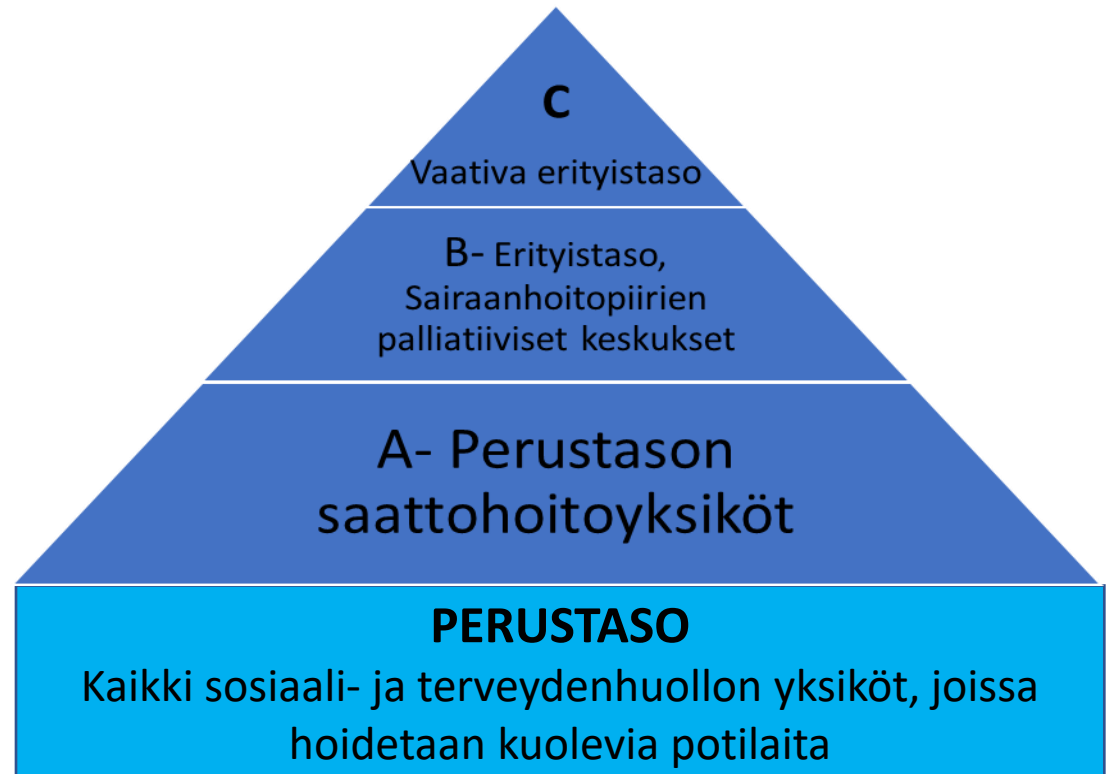 C
Vaativa erityistaso
B- Erityistaso,
Sairaanhoitopiirien
palliatiiviset keskukset
A- Perustason
saattohoitoyksiköt
PERUSTASO
Kaikki sosiaali- ja terveydenhuollon yksiköt, joissa
hoidetaan kuolevia potilaita